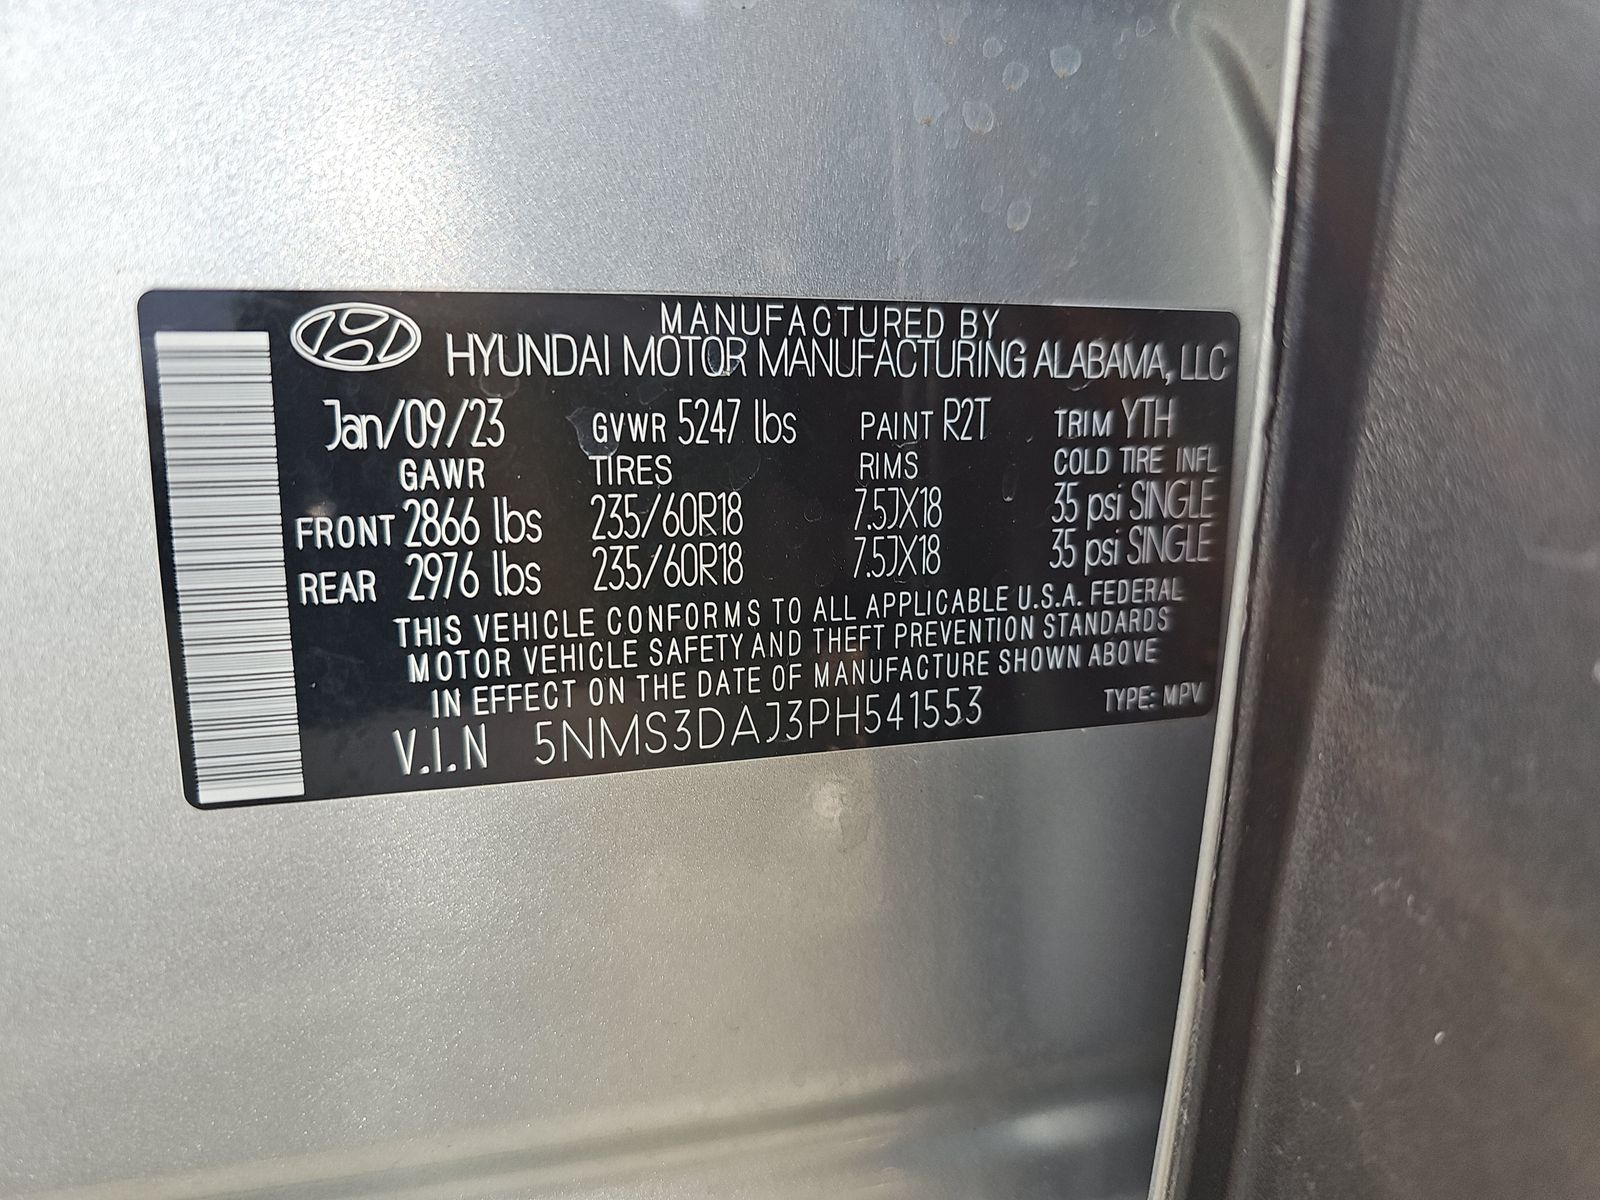 MANUFACTURED BY
HYUNDAI MOTOR MANUFACTURING ALABAMA, LLC
Jan/09/23 GVWR 5247 lbs PAINT R2T TRIM YTH
GAWR TIRES RIMS COLD TIRE INFL
FRONT 2866 lbs 235/60R18 7.5JX18 35 psi SINGLE
REAR 2976 lbs 235/60R18 7.5JX18 35 psi SINGLE
THIS VEHICLE CONFORMS TO ALL APPLICABLE U.S.A. FEDERAL
MOTOR VEHICLE SAFETY AND THEFT PREVENTION STANDARDS
IN EFFECT ON THE DATE OF MANUFACTURE SHOWN ABOVE
V.I.N 5NMS3DAJ3PH541553 TYPE: MPV